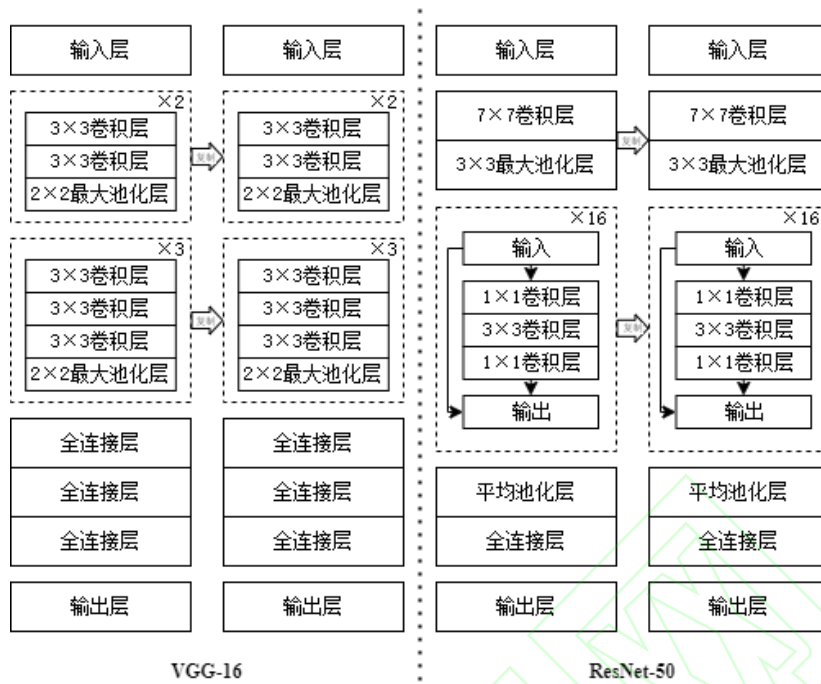 输入层
×2
3×3卷积层
3×3卷积层
2×2最大池化层
×3
3×3卷积层
3×3卷积层
3×3卷积层
2×2最大池化层
全连接层
全连接层
全连接层
输出层
复制
复制
输入层
×2
3×3卷积层
3×3卷积层
2×2最大池化层
×3
3×3卷积层
3×3卷积层
3×3卷积层
2×2最大池化层
全连接层
全连接层
全连接层
输出层
VGG-16
输入层
7×7卷积层
3×3最大池化层
×16
输入
1×1卷积层
3×3卷积层
1×1卷积层
输出
平均池化层
全连接层
输出层
复制
复制
输入层
7×7卷积层
3×3最大池化层
×16
输入
1×1卷积层
3×3卷积层
1×1卷积层
输出
平均池化层
全连接层
输出层
ResNet-50